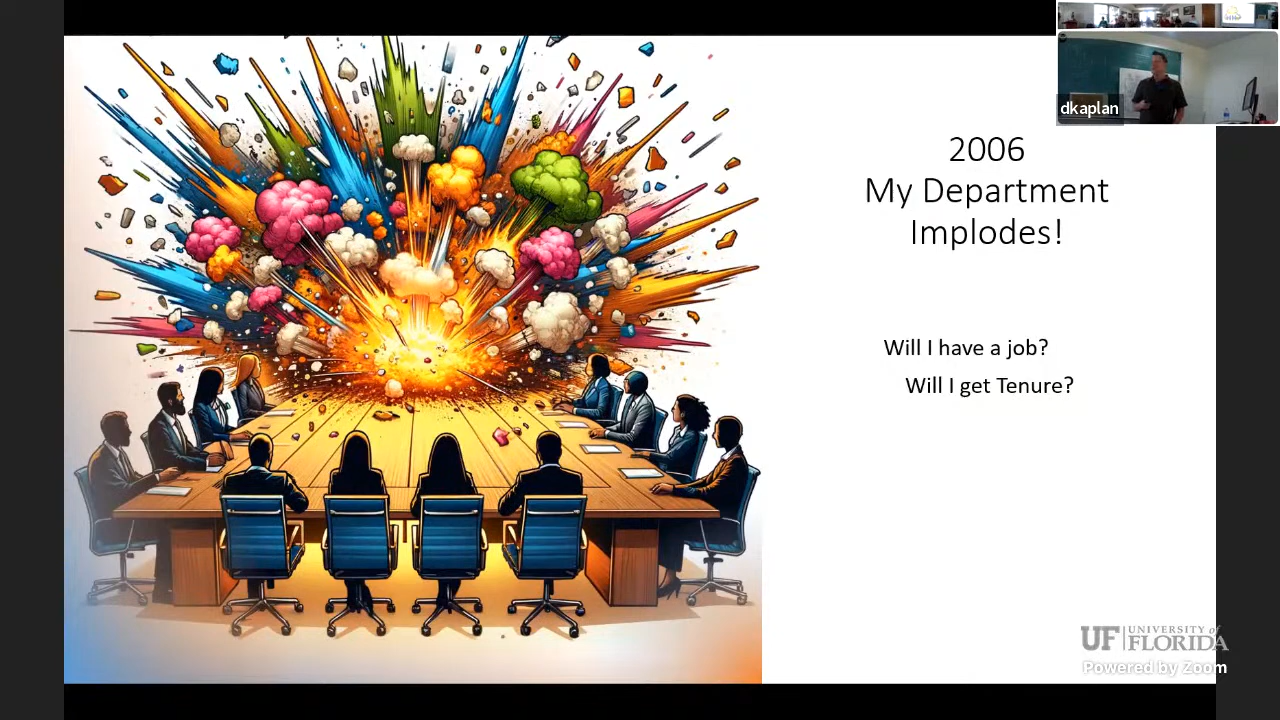 dkaplan
2006
My Department
Implodes!
Will I have a job?
Will I get Tenure?
UF UNIVERSITY of
FLORIDA
Powered by Zoom